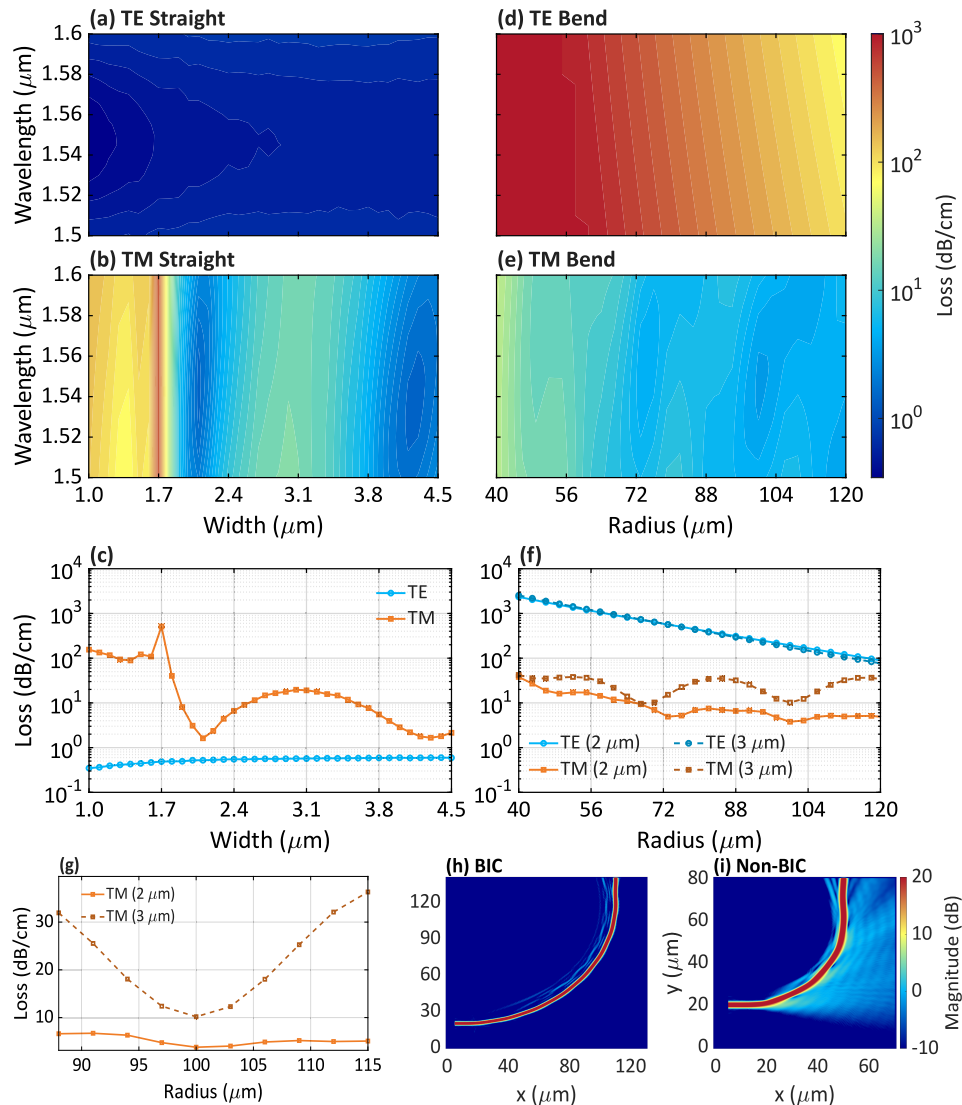 (a) TE Straight
Wavelength (μm)
1.6
1.58
1.56
1.54
1.52
1.5
(d) TE Bend
(b) TM Straight
Wavelength (μm)
1.6
1.58
1.56
1.54
1.52
1.5
1.0 1.7 2.4 3.1 3.8 4.5
Width (μm)
(e) TM Bend
40 56 72 88 104 120
Radius (μm)
10³
10²
10¹
10⁰
Loss (dB/cm)
(c)
Loss (dB/cm)
10⁴
10³
10²
10¹
10⁰
10⁻¹
TE
TM
1.0 1.7 2.4 3.1 3.8 4.5
Width (μm)
(f)
10⁴
10³
10²
10¹
10⁰
10⁻¹
TE (2 μm) TE (3 μm)
TM (2 μm) TM (3 μm)
40 56 72 88 104 120
Radius (μm)
(g)
Loss (dB/cm)
30
20
10
TM (2 μm)
TM (3 μm)
90 95 100 105 110 115
Radius (μm)
(h) BIC
120
90
60
30
0
0 40 80 120
x (μm)
(i) Non-BIC
y (μm)
80
60
40
20
0
0 20 40 60
x (μm)
20
10
0
-10
Magnitude (dB)